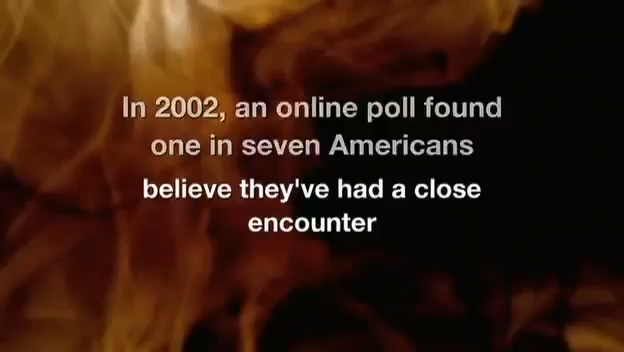 In 2002, an online poll found
one in seven Americans
believe they've had a close
encounter